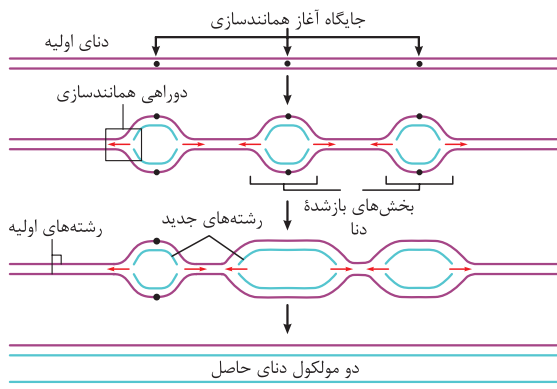 جایگاه آغاز همانندسازی
دنای اولیه
دوراهی همانندسازی
بخش‌های بازشدهٔ
دنا
رشته‌های جدید
رشته‌های اولیه
دو مولکول دنای حاصل